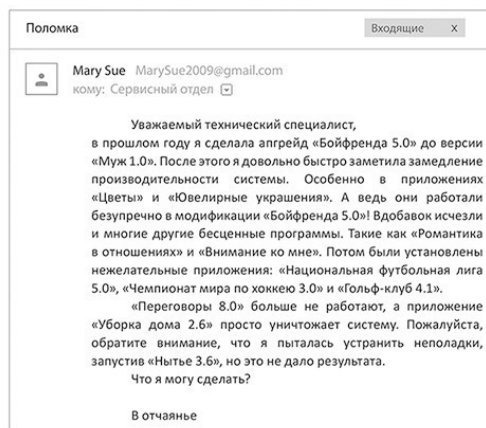 Поломка
Входящие x
Mary Sue MarySue2009@gmail.com
кому: Сервисный отдел
Уважаемый технический специалист,
в прошлом году я сделала апгрейд «Бойфренда 5.0» до версии
«Муж 1.0». После этого я довольно быстро заметила замедление
производительности системы. Особенно в приложениях
«Цветы» и «Ювелирные украшения». А ведь они работали
безупречно в модификации «Бойфренда 5.0»! Вдобавок исчезли
и многие другие бесценные программы. Такие как «Романтика
в отношениях» и «Внимание ко мне». Потом были установлены
нежелательные приложения: «Национальная футбольная лига
5.0», «Чемпионат мира по хоккею 3.0» и «Гольф-клуб 4.1».
«Переговоры 8.0» больше не работают, а приложение
«Уборка дома 2.6» просто уничтожает систему. Пожалуйста,
обратите внимание, что я пыталась устранить неполадки,
запустив «Нытье 3.6», но это не дало результата.
Что я могу сделать?
В отчаянье